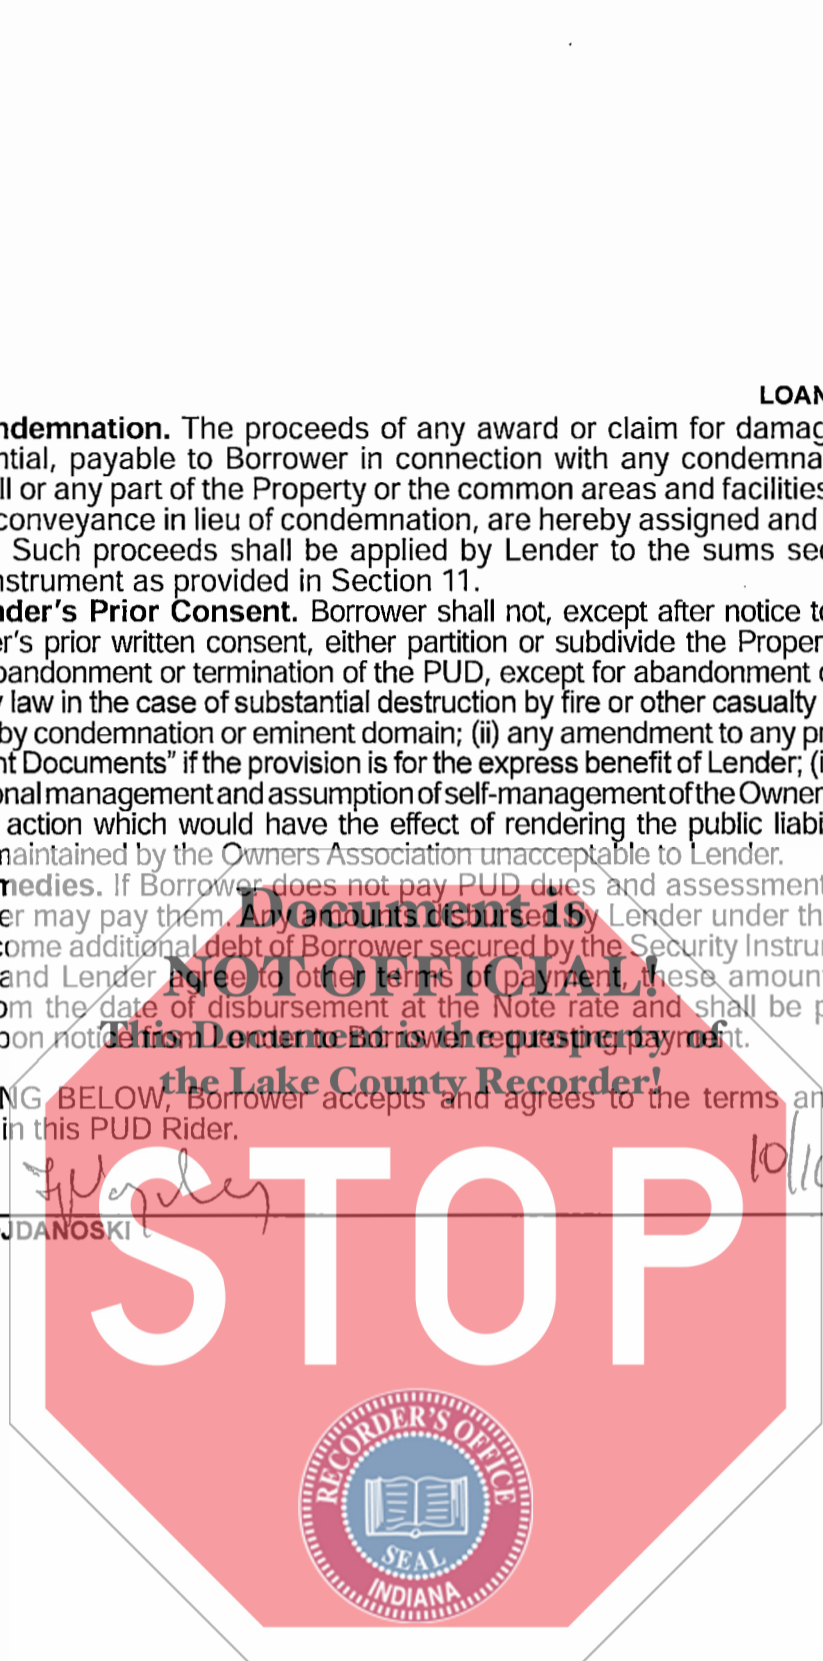 LOAN
ndemnation. The proceeds of any award or claim for damag
ntial, payable to Borrower in connection with any condemna
ll or any part of the Property or the common areas and facilities
conveyance in lieu of condemnation, are hereby assigned and
Such proceeds shall be applied by Lender to the sums sec
nstrument as provided in Section 11.
nder's Prior Consent. Borrower shall not, except after notice to
er's prior written consent, either partition or subdivide the Proper
bandonment or termination of the PUD, except for abandonment o
y law in the case of substantial destruction by fire or other casualty
by condemnation or eminent domain; (ii) any amendment to any pr
nt Documents" if the provision is for the express benefit of Lender; (i
onal management and assumption of self-management of the Owner
action which would have the effect of rendering the public liabi
maintained by the Owners Association unacceptable to Lender.
medies. If Borrower does not pay PUD dues and assessment
Document is
er may pay them. Any amounts disbursed by Lender under th
come additional debt of Borrower secured by the Security Instru
NOT OFFICIAL!
and Lender agree to other terms of payment, these amoun
om the date of disbursement at the Note rate and shall be p
This Document is the property of
pon notice from Lender to Borrower requesting payment.
the Lake County Recorder!
NG BELOW, Borrower accepts and agrees to the terms an
in this PUD Rider.
10/10
JDANOSKI
STOP
RECORDER'S OFFICE
SEAL
INDIANA